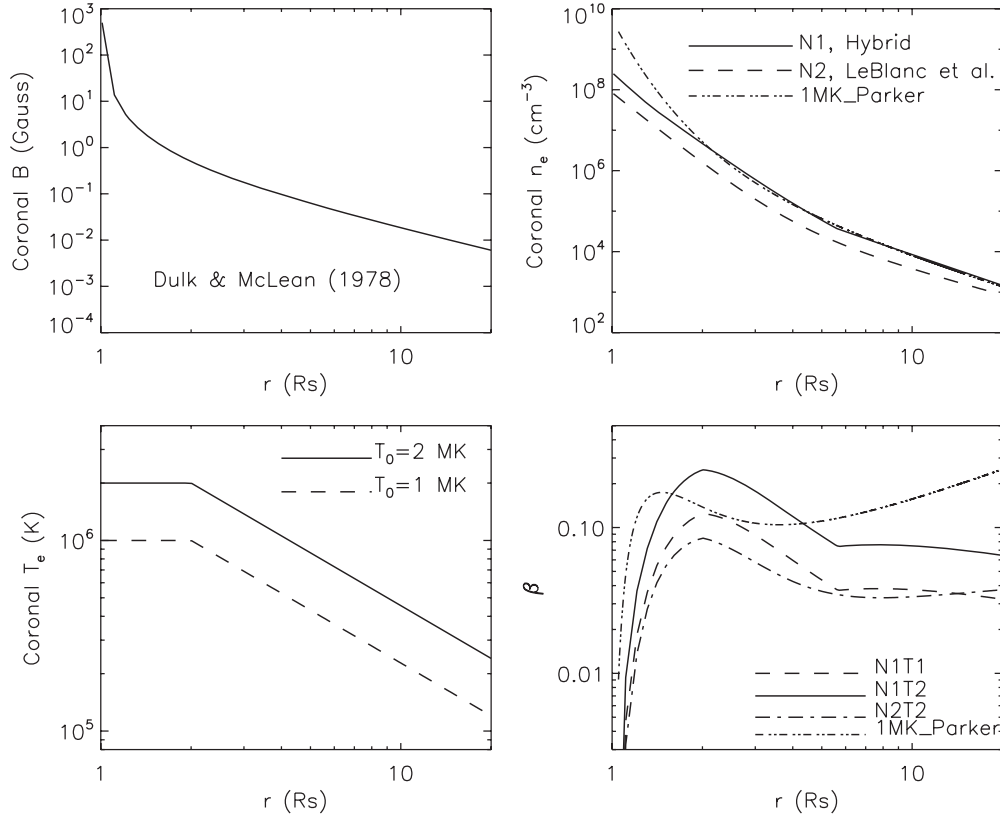 10³
10²
10¹
10⁰
10⁻¹
10⁻²
10⁻³
10⁻⁴
Coronal B (Gauss)
Dulk & McLean (1978)
1 10
r (Rs)
10¹⁰
10⁸
10⁶
10⁴
10²
Coronal nₑ (cm⁻³)
N1, Hybrid
N2, LeBlanc et al.
1MK_Parker
1 10
r (Rs)
10⁶
10⁵
Coronal Tₑ (K)
T₀=2 MK
T₀=1 MK
1 10
r (Rs)
0.10
0.01
β
N1T1
N1T2
N2T2
1MK_Parker
1 10
r (Rs)